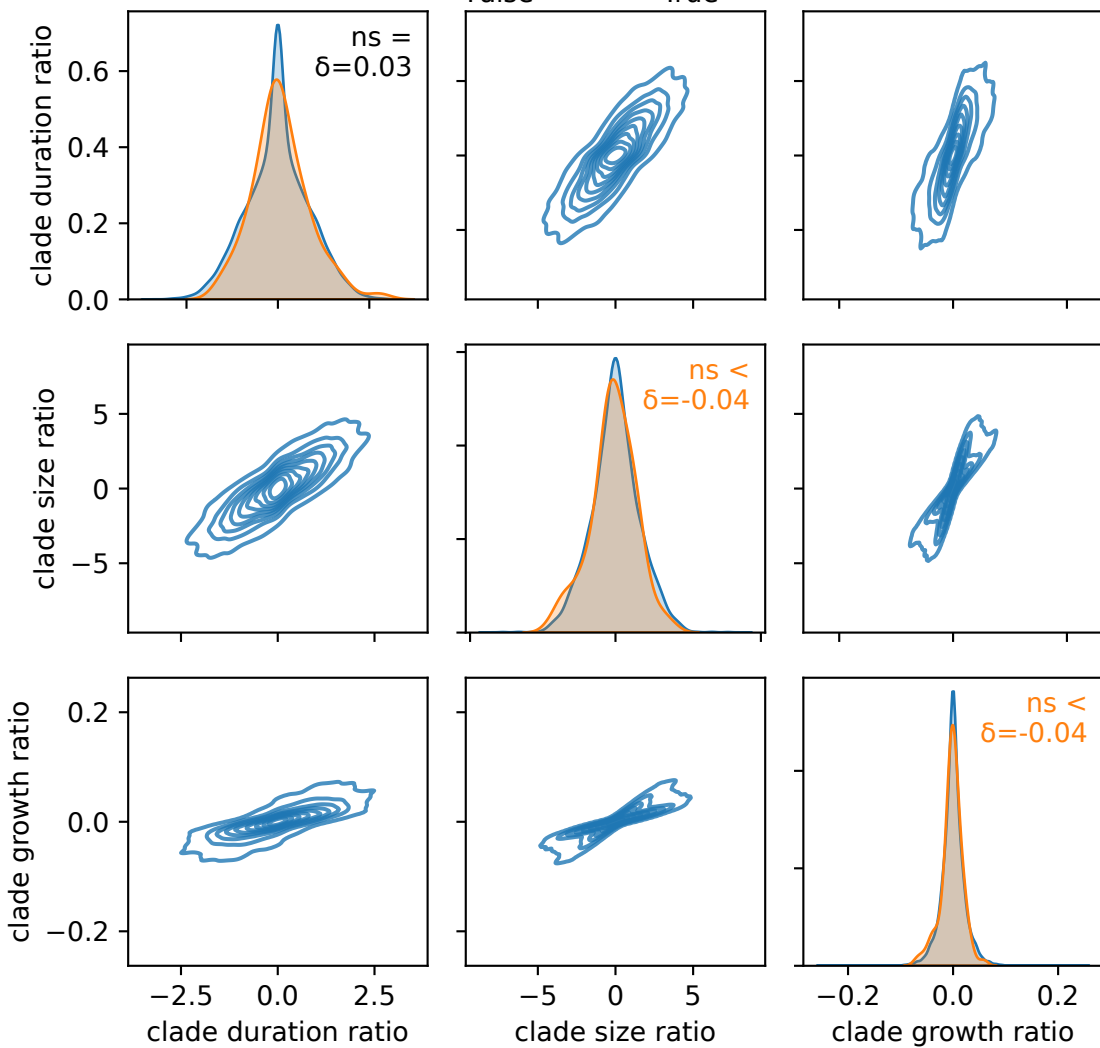 clade duration ratio
0.0
0.2
0.4
0.6
ns =
δ=0.03
clade size ratio
5
0
−5
ns <
δ=-0.04
clade growth ratio
0.2
0.0
−0.2
ns <
δ=-0.04
−2.5 0.0 2.5
clade duration ratio
−5 0 5
clade size ratio
−0.2 0.0 0.2
clade growth ratio